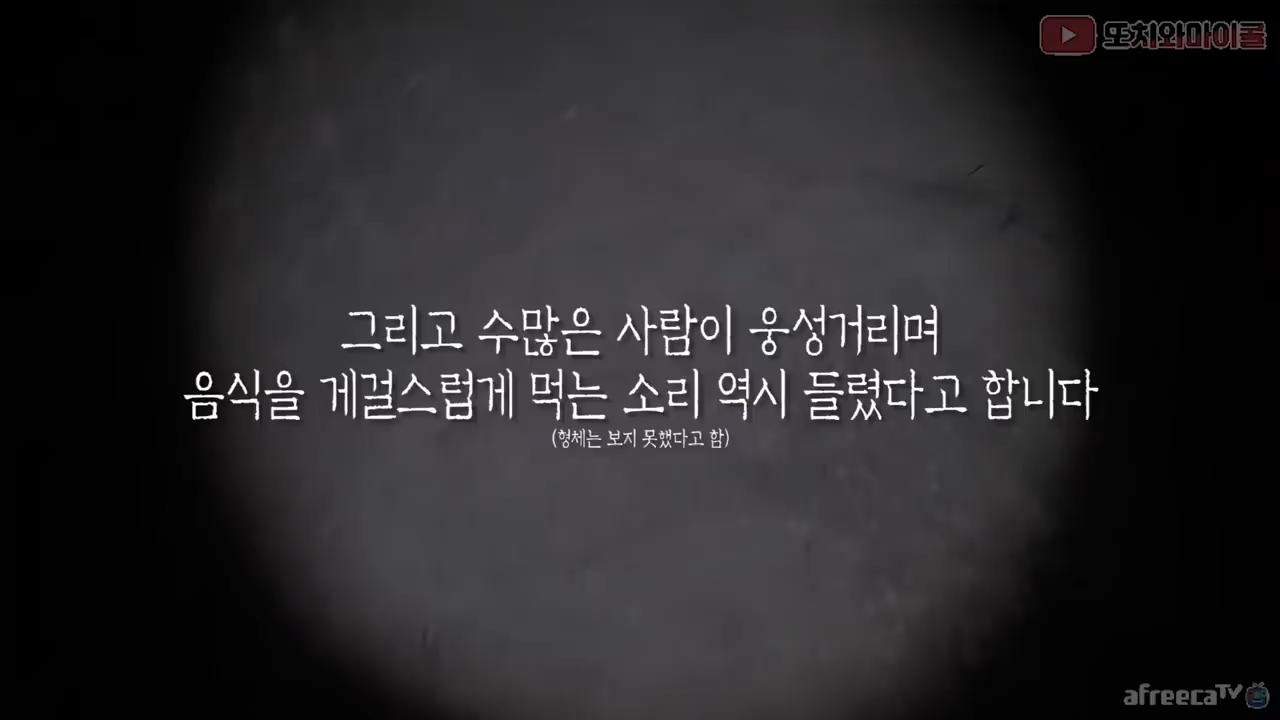 또치와마이콜
그리고 수많은 사람이 웅성거리며
음식을 게걸스럽게 먹는 소리 역시 들렸다고 합니다
(형체는 보지 못했다고 함)
afreecaTV